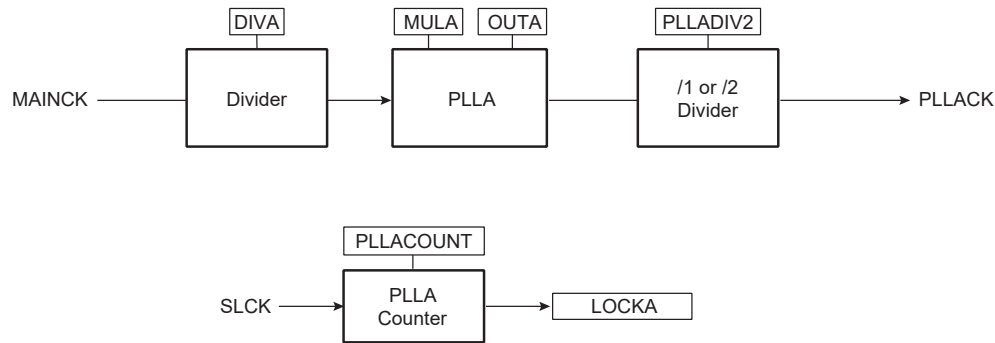 DIVA
MULA
OUTA
PLLADIV2
MAINCK
Divider
PLLA
/1 or /2
Divider
PLLACK
PLLACOUNT
SLCK
PLLA
Counter
LOCKA